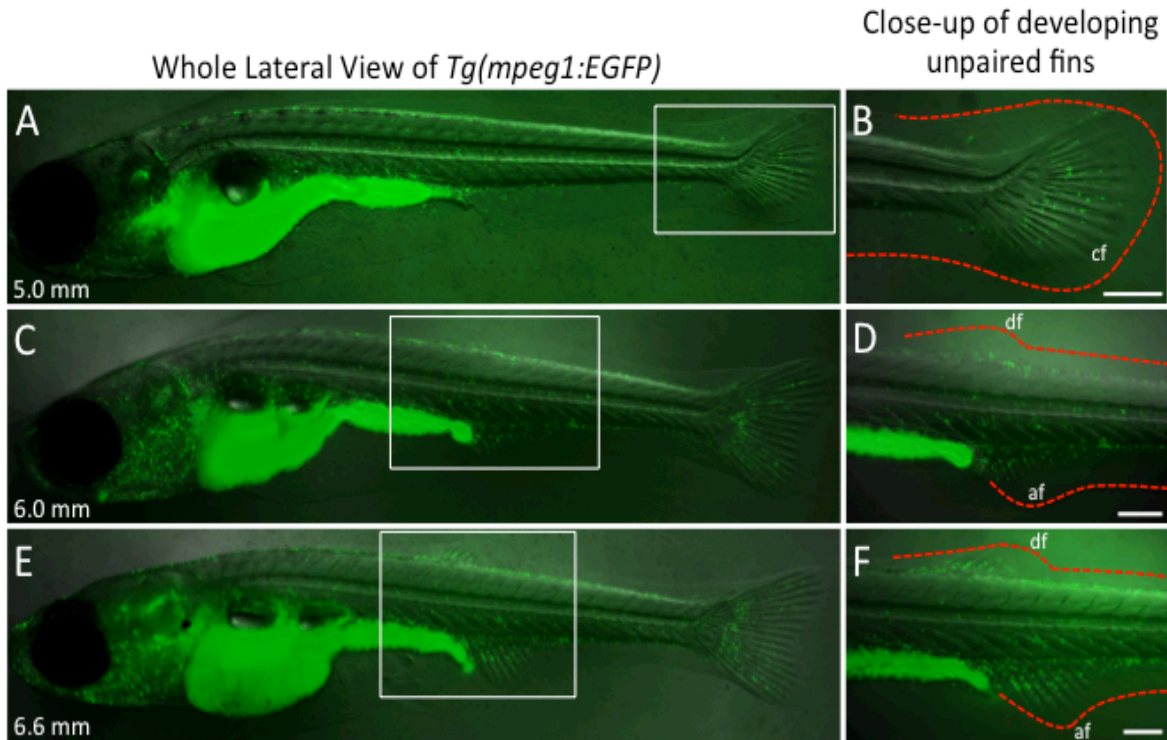 Whole Lateral View of Tg(mpeg1:EGFP)
Close-up of developing
unpaired fins
A
5.0 mm
B
cf
C
6.0 mm
D
df
af
E
6.6 mm
F
df
af